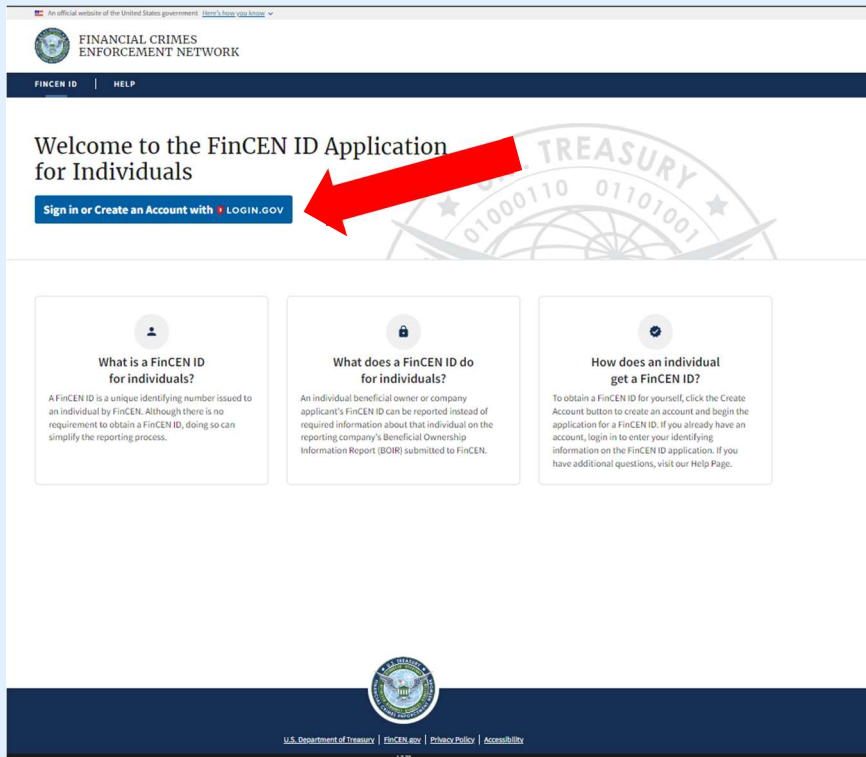 An official website of the United States government Here's how you know
FINANCIAL CRIMES
ENFORCEMENT NETWORK
FINCEN ID
HELP
Welcome to the FinCEN ID Application
for Individuals
Sign in or Create an Account with LOGIN.GOV
TREASURY
01000110 01101001
What is a FinCEN ID
for individuals?
A FinCEN ID is a unique identifying number issued to
an individual by FinCEN. Although there is no
requirement to obtain a FinCEN ID, doing so can
simplify the reporting process.
What does a FinCEN ID do
for individuals?
An individual beneficial owner or company
applicant's FinCEN ID can be reported instead of
required information about that individual on the
reporting company's Beneficial Ownership
Information Report (BOIR) submitted to FinCEN.
How does an individual
get a FinCEN ID?
To obtain a FinCEN ID for yourself, click the Create
Account button to create an account and begin the
application for a FinCEN ID. If you already have an
account, login in to enter your identifying
information on the FinCEN ID application. If you
have additional questions, visit our Help Page.
U.S. TREASURY
FINANCIAL CRIMES ENFORCEMENT NETWORK
U.S. Department of Treasury | FinCEN.gov | Privacy Policy | Accessibility